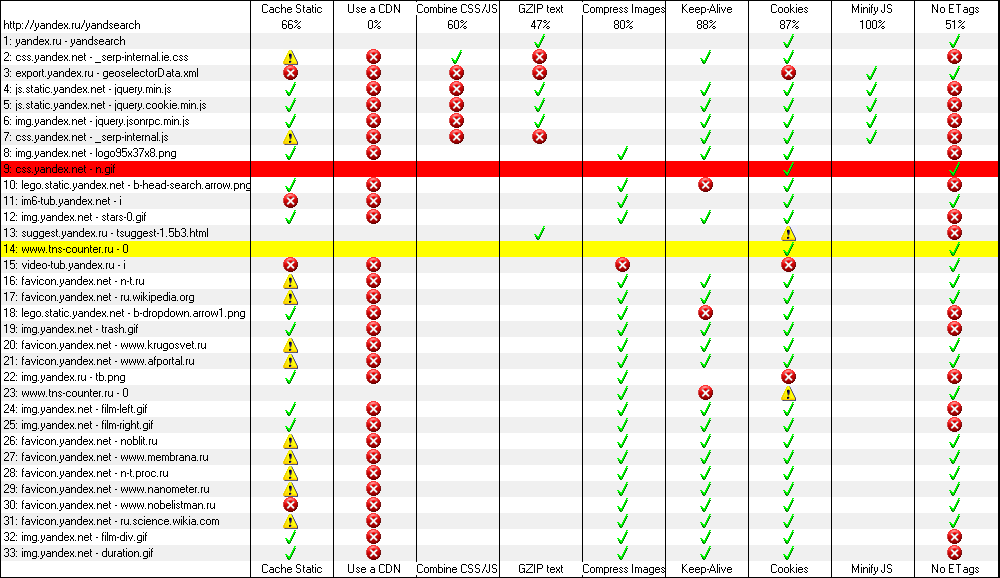 Cache Static Use a CDN Combine CSS/JS GZIP text Compress Images Keep-Alive Cookies Minify JS No ETags
http://yandex.ru/yandsearch 66% 0% 60% 47% 80% 88% 87% 100% 51%
1: yandex.ru - yandsearch
2: css.yandex.net - _serp-internal.ie.css
3: export.yandex.ru - geoselectorData.xml
4: js.static.yandex.net - jquery.min.js
5: js.static.yandex.net - jquery.cookie.min.js
6: img.yandex.net - jquery.jsonrpc.min.js
7: css.yandex.net - _serp-internal.js
8: img.yandex.net - logo95x37x8.png
9: css.yandex.net - n.gif
10: lego.static.yandex.net - b-head-search.arrow.png
11: im6-tub.yandex.net - i
12: img.yandex.net - stars-0.gif
13: suggest.yandex.ru - tsuggest-1.5b3.html
14: www.tns-counter.ru - 0
15: video-tub.yandex.ru - i
16: favicon.yandex.net - n-t.ru
17: favicon.yandex.net - ru.wikipedia.org
18: lego.static.yandex.net - b-dropdown.arrow1.png
19: img.yandex.net - trash.gif
20: favicon.yandex.net - www.krugosvet.ru
21: favicon.yandex.net - www.afportal.ru
22: img.yandex.ru - tb.png
23: www.tns-counter.ru - 0
24: img.yandex.net - film-left.gif
25: img.yandex.net - film-right.gif
26: favicon.yandex.net - noblit.ru
27: favicon.yandex.net - www.membrana.ru
28: favicon.yandex.net - n-t.proc.ru
29: favicon.yandex.net - www.nanometer.ru
30: favicon.yandex.net - www.nobelistman.ru
31: favicon.yandex.net - ru.science.wikia.com
32: img.yandex.net - film-div.gif
33: img.yandex.net - duration.gif
Cache Static Use a CDN Combine CSS/JS GZIP text Compress Images Keep-Alive Cookies Minify JS No ETags